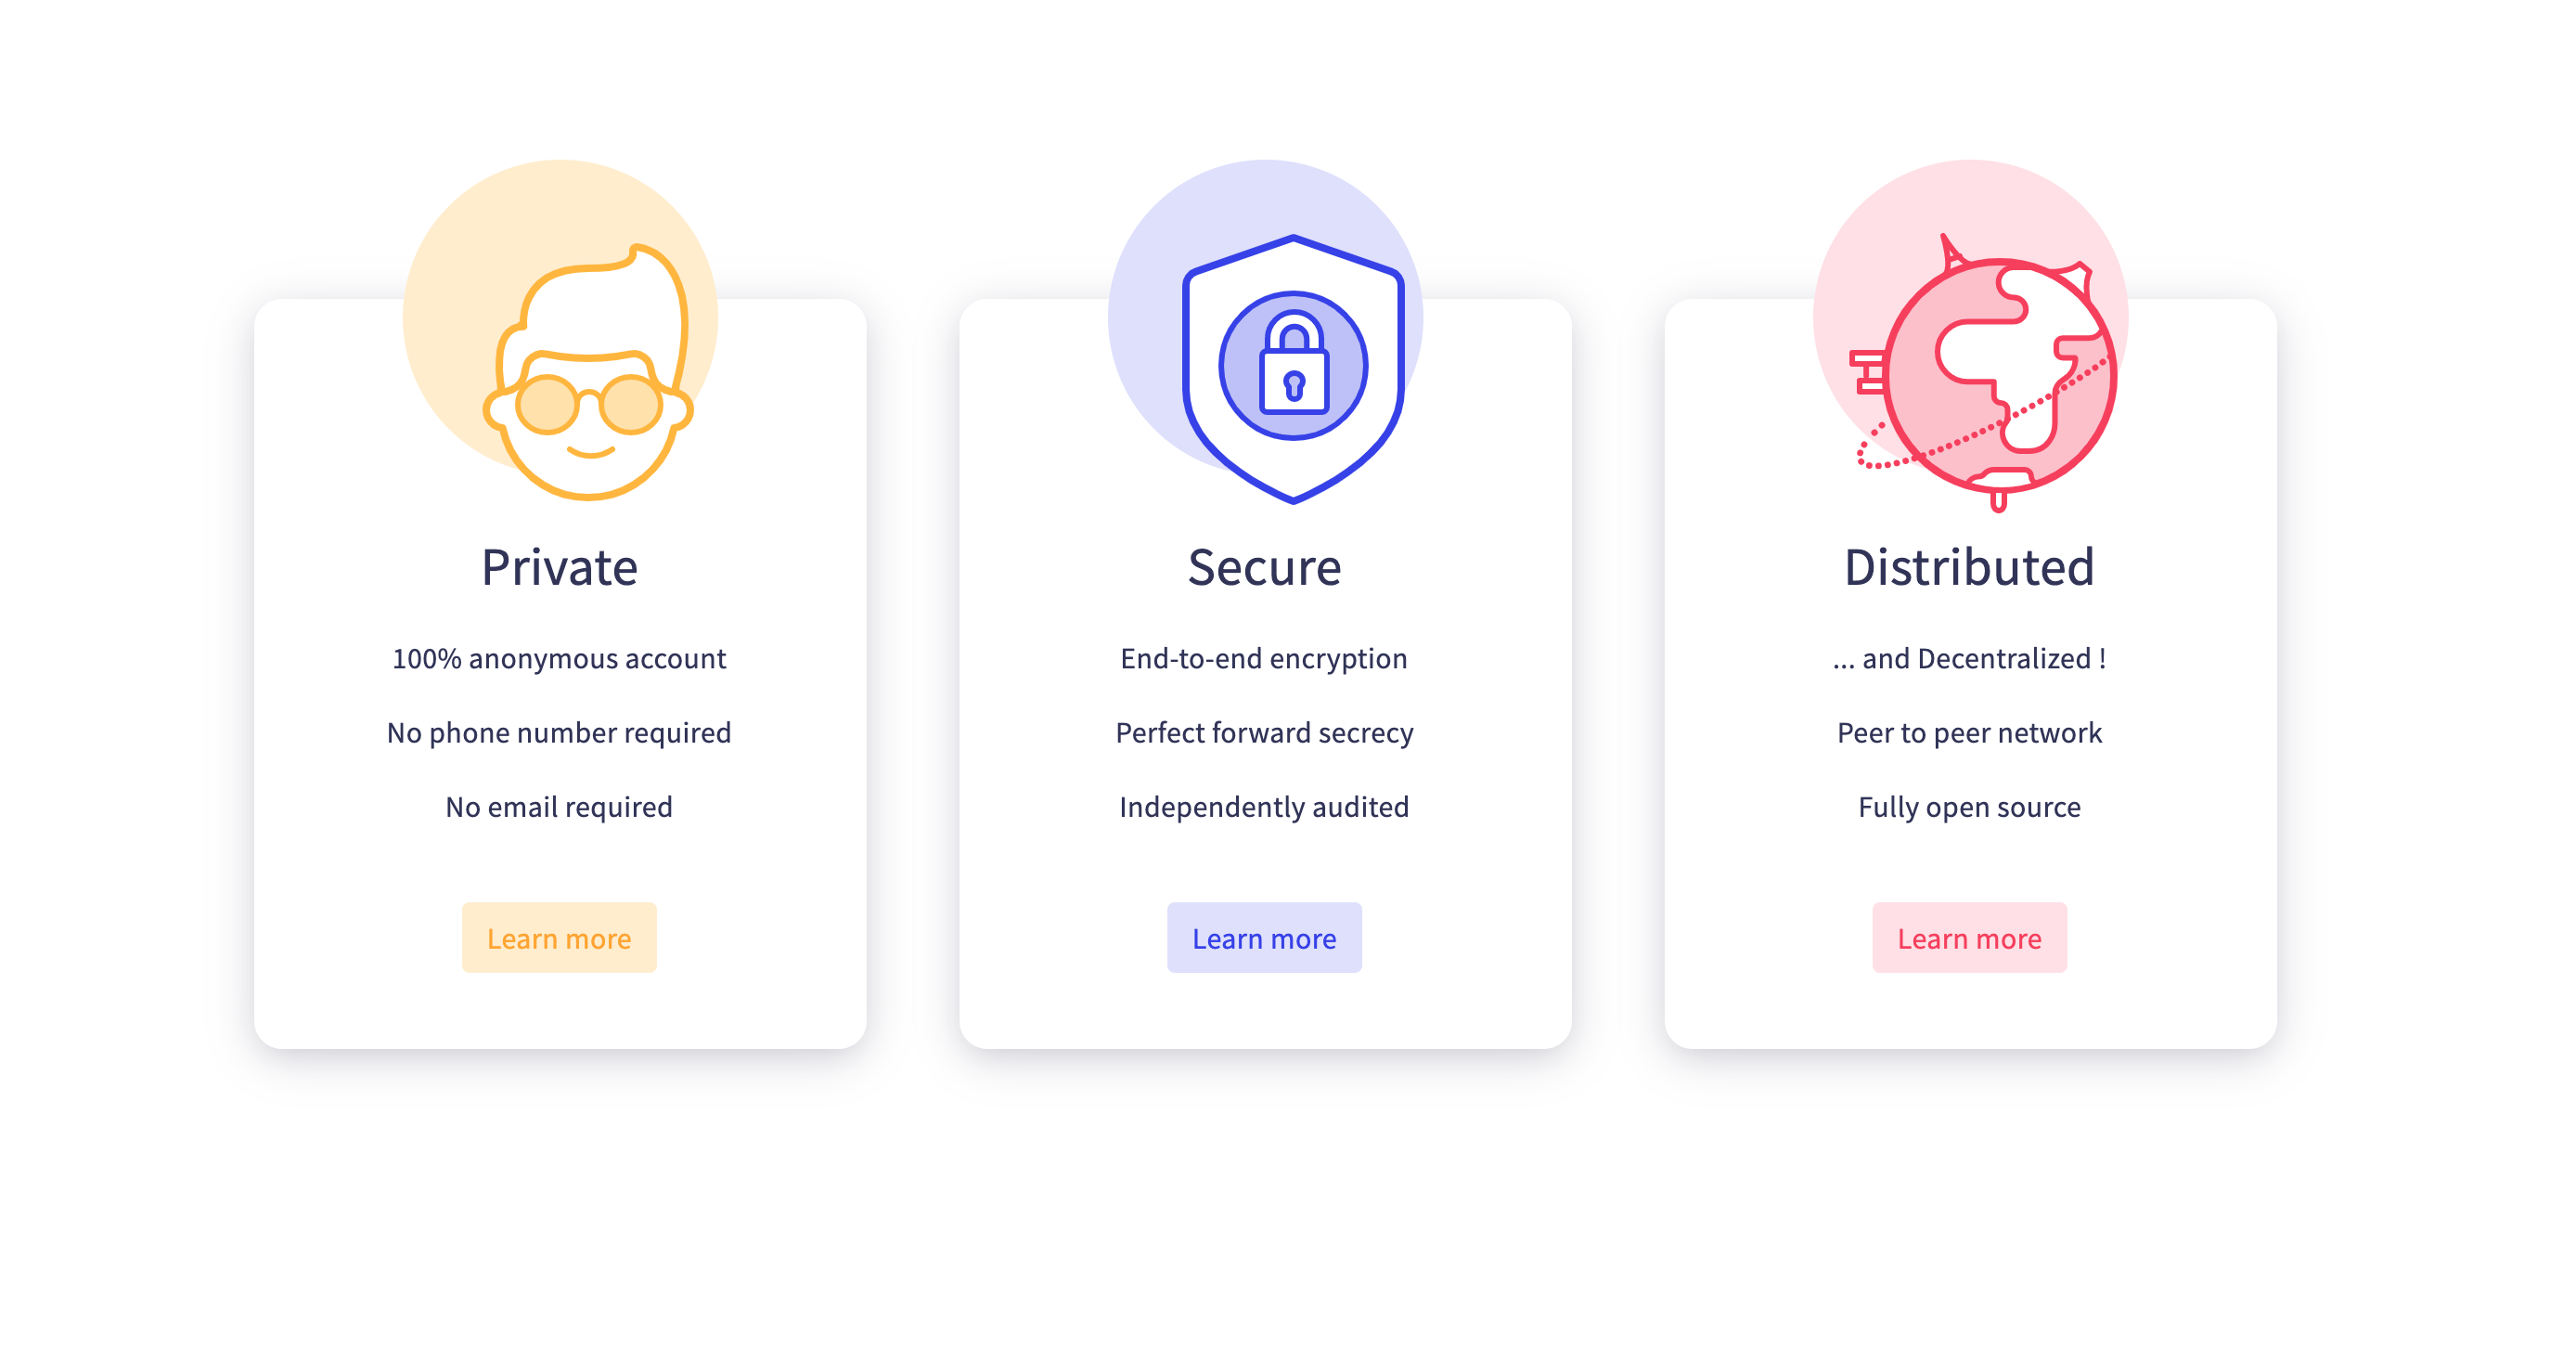 Private
100% anonymous account
No phone number required
No email required
Learn more
Secure
End-to-end encryption
Perfect forward secrecy
Independently audited
Learn more
Distributed
... and Decentralized !
Peer to peer network
Fully open source
Learn more